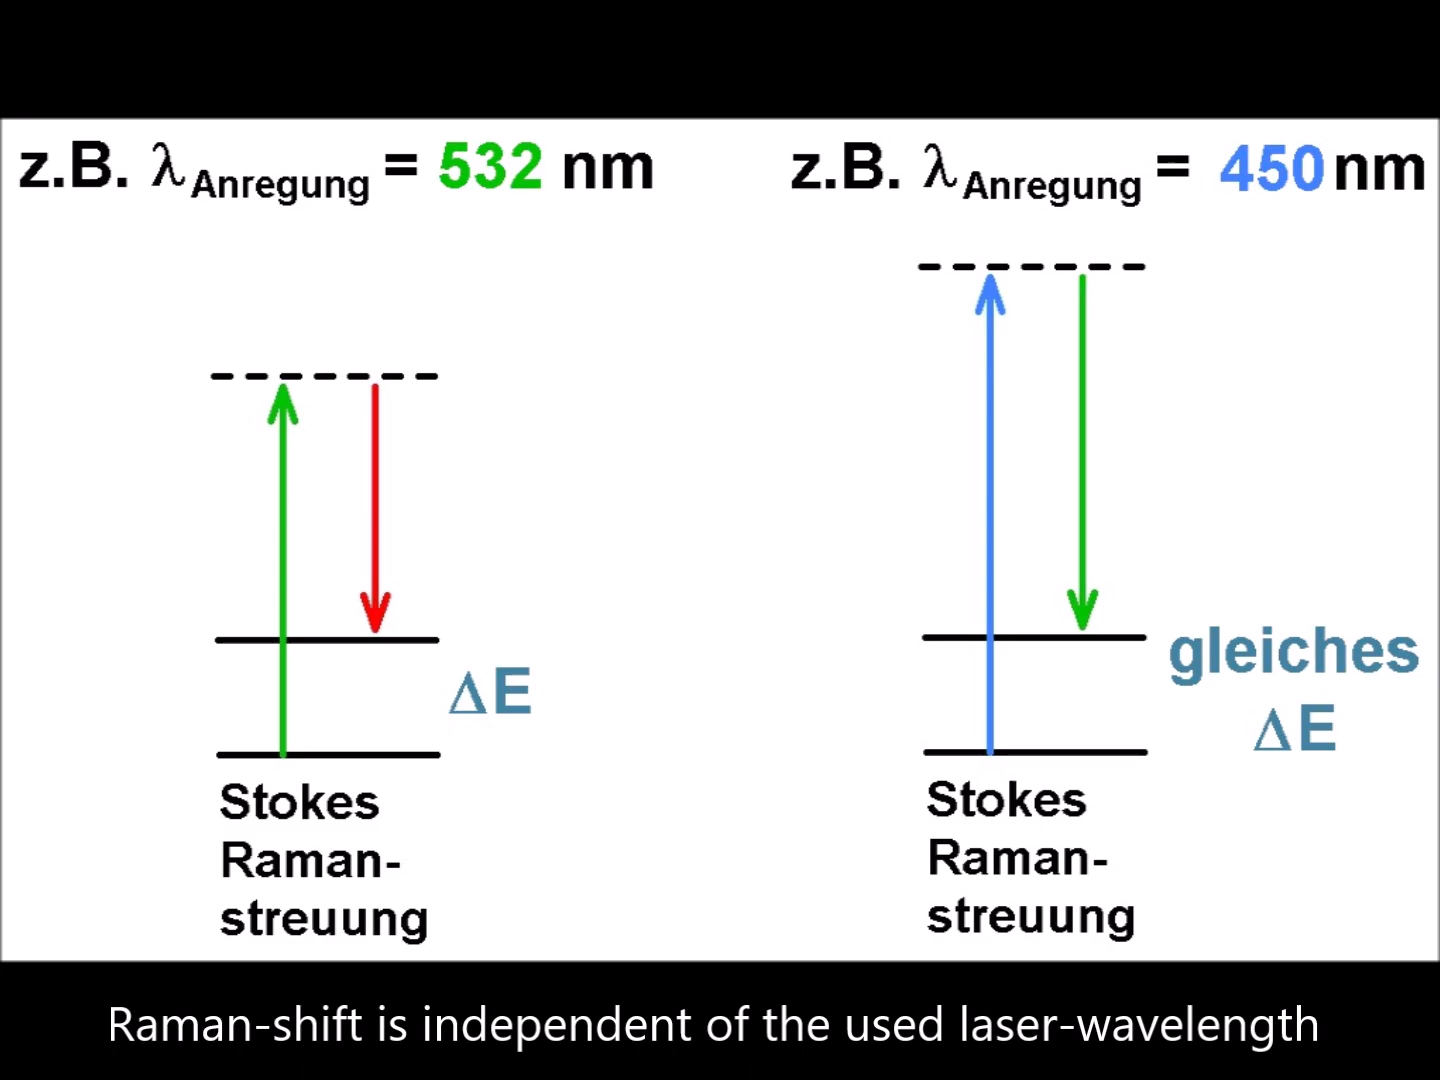 z.B. λAnregung = 532 nm
z.B. λAnregung = 450 nm
ΔE
Stokes
Raman-
streuung
gleiches
ΔE
Stokes
Raman-
streuung
Raman-shift is independent of the used laser-wavelength